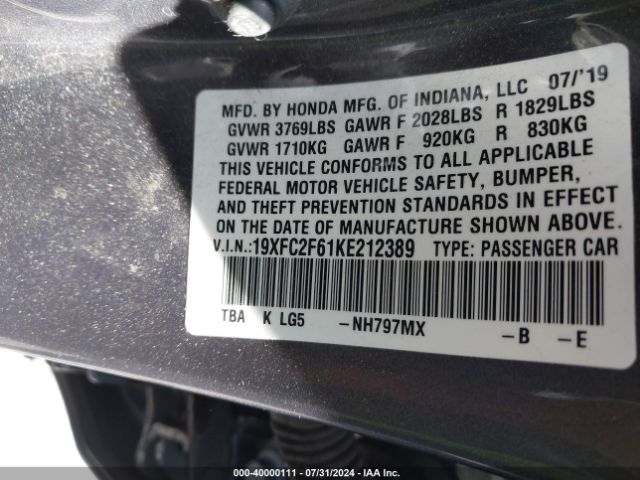 MFD. BY HONDA MFG. OF INDIANA, LLC 07/'19
GVWR 3769LBS GAWR F 2028LBS R 1829LBS
GVWR 1710KG GAWR F 920KG R 830KG
THIS VEHICLE CONFORMS TO ALL APPLICABLE
FEDERAL MOTOR VEHICLE SAFETY, BUMPER,
AND THEFT PREVENTION STANDARDS IN EFFECT
ON THE DATE OF MANUFACTURE SHOWN ABOVE.
V.I.N.:19XFC2F61KE212389 TYPE: PASSENGER CAR
TBA K LG5 -NH797MX -B -E
000-40000111 - 07/31/2024 - IAA Inc.